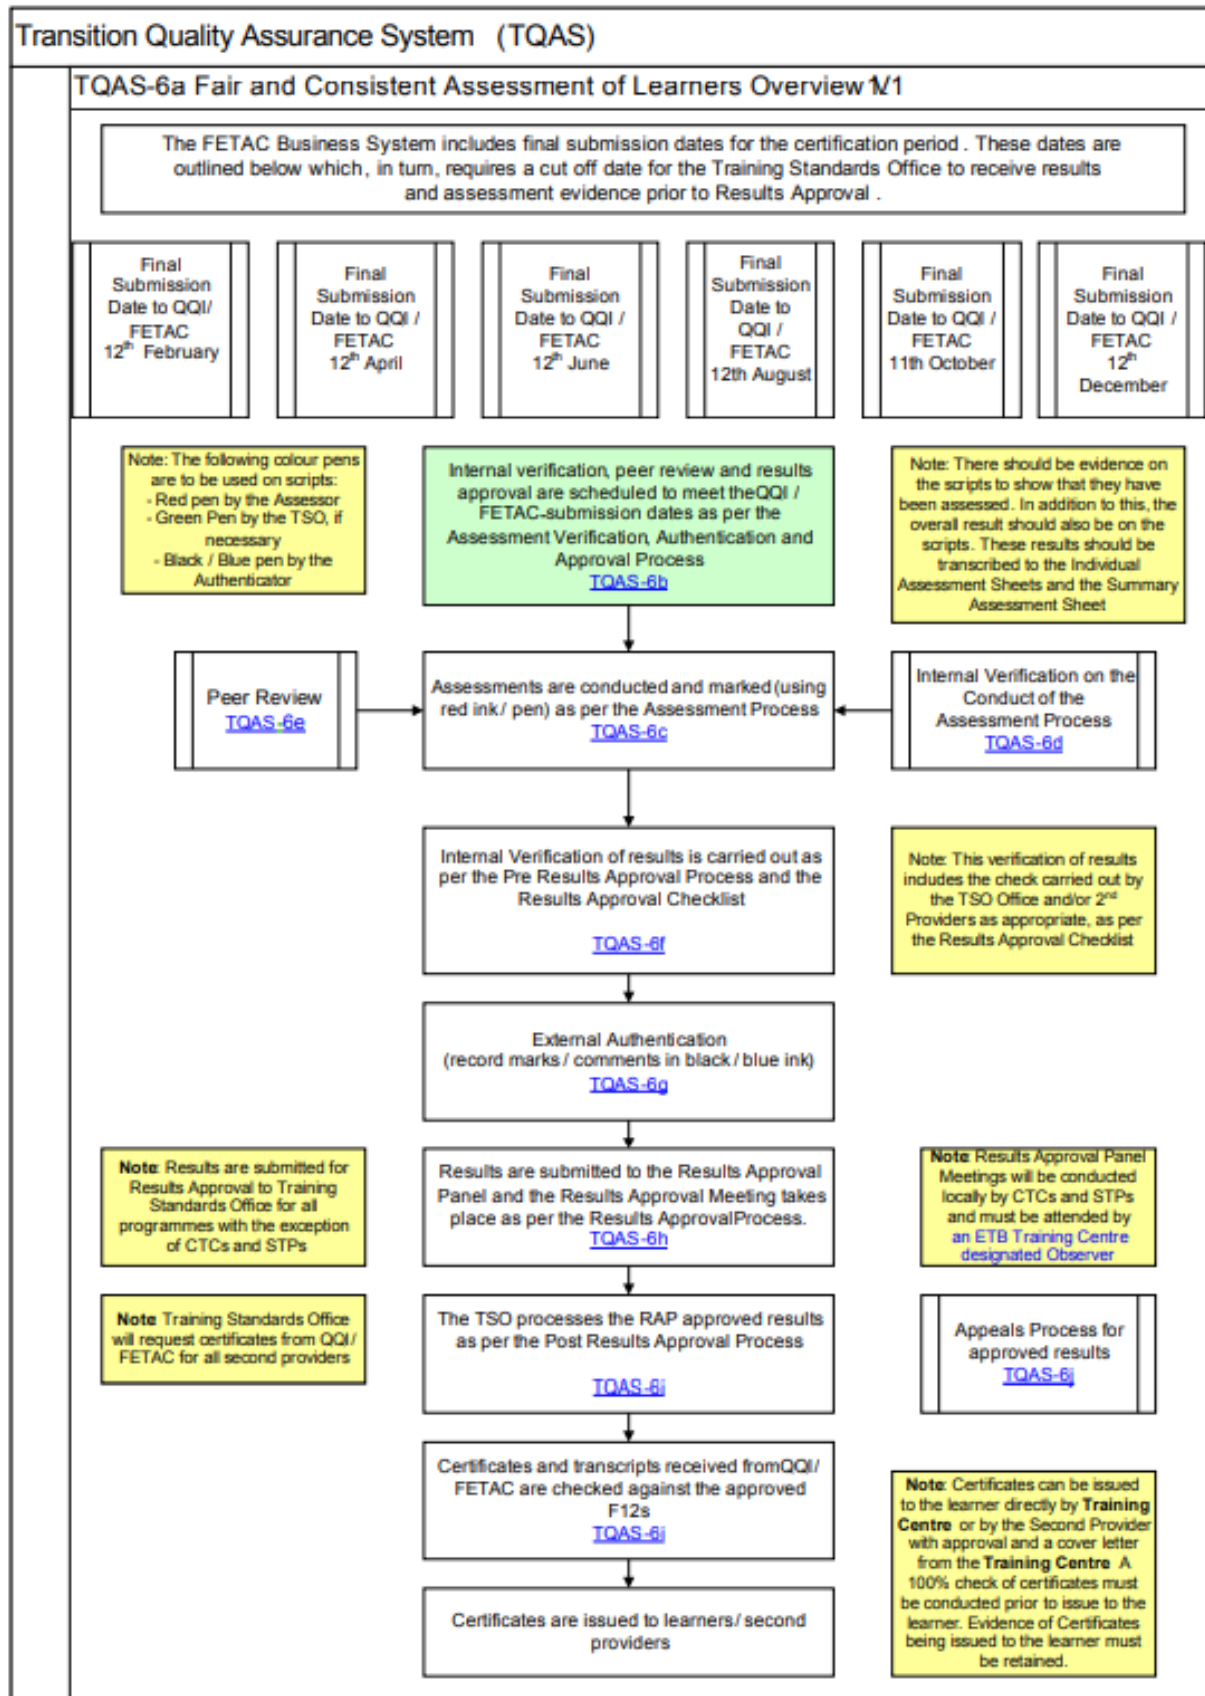 Transition Quality Assurance System (TQAS)
TQAS-6a Fair and Consistent Assessment of Learners Overview V1
The FETAC Business System includes final submission dates for the certification period . These dates are
outlined below which , in turn, requires a cut off date for the Training Standards Office to receive results
and assessment evidence prior to Results Approval .
Final
Submission
Date to QQI/
FETAC
12th February
Final
Submission
Date to QQI /
FETAC
12th April
Final
Submission
Date to QQI /
FETAC
12th June
Final
Submission
Date to
QQI /
FETAC
12th August
Final
Submission
Date to QQI /
FETAC
11th October
Final
Submission
Date to QQI /
FETAC
12th
December
Note: The following colour pens
are to be used on scripts:
- Red pen by the Assessor
- Green Pen by the TSO, if
necessary
- Black / Blue pen by the
Authenticator
Internal verification, peer review and results
approval are scheduled to meet theQQI /
FETAC-submission dates as per the
Assessment Verification, Authentication and
Approval Process
TQAS-6b
Note: There should be evidence on
the scripts to show that they have
been assessed. In addition to this, the
overall result should also be on the
scripts. These results should be
transcribed to the Individual
Assessment Sheets and the Summary
Assessment Sheet
Peer Review
TQAS-6e
Assessments are conducted and marked (using
red ink / pen) as per the Assessment Process
TQAS-6c
Internal Verification on the
Conduct of the
Assessment Process
TQAS-6d
Internal Verification of results is carried out as
per the Pre Results Approval Process and the
Results Approval Checklist
TQAS-6f
Note: This verification of results
includes the check carried out by
the TSO Office and/or 2nd
Providers as appropriate, as per
the Results Approval Checklist
External Authentication
(record marks / comments in black / blue ink)
TQAS-6g
Note: Results are submitted for
Results Approval to Training
Standards Office for all
programmes with the exception
of CTCs and STPs
Results are submitted to the Results Approval
Panel and the Results Approval Meeting takes
place as per the Results ApprovalProcess.
TQAS-6h
Note: Results Approval Panel
Meetings will be conducted
locally by CTCs and STPs
and must be attended by
an ETB Training Centre
designated Observer
Note: Training Standards Office
will request certificates from QQI/
FETAC for all second providers
The TSO processes the RAP approved results
as per the Post Results Approval Process
TQAS-6i
Appeals Process for
approved results
TQAS-6j
Certificates and transcripts received fromQQI/
FETAC are checked against the approved
F12s
TQAS-6i
Note: Certificates can be issued
to the learner directly by Training
Centre or by the Second Provider
with approval and a cover letter
from the Training Centre A
100% check of certificates must
be conducted prior to issue to the
learner. Evidence of Certificates
being issued to the learner must
be retained.
Certificates are issued to learners/ second
providers